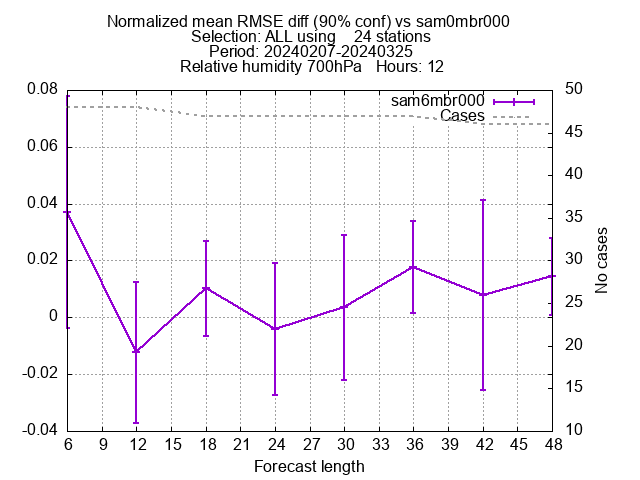 Normalized mean RMSE diff (90% conf) vs sam0mbr000
Selection: ALL using    24 stations
Period: 20240207-20240325
Relative humidity 700hPa   Hours: 12
sam6mbr000
Cases
0.08
0.06
0.04
0.02
0
-0.02
-0.04
50
45
40
35
30
25
20
15
10
No cases
6 9 12 15 18 21 24 27 30 33 36 39 42 45 48
Forecast length